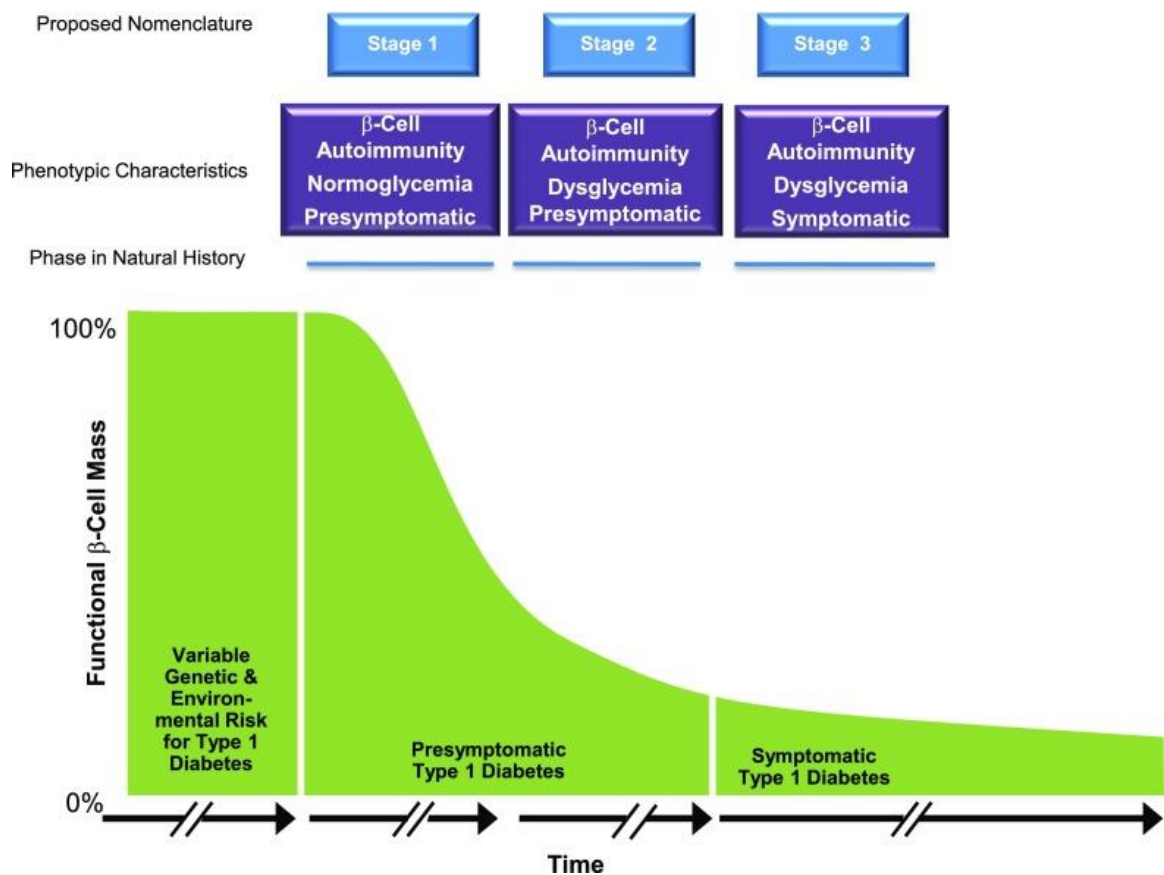 Proposed Nomenclature
Stage 1
Stage 2
Stage 3
Phenotypic Characteristics
β-Cell
Autoimmunity
Normoglycemia
Presymptomatic
β-Cell
Autoimmunity
Dysglycemia
Presymptomatic
β-Cell
Autoimmunity
Dysglycemia
Symptomatic
Phase in Natural History
100%
Functional β-Cell Mass
Variable
Genetic &
Environ-
mental Risk
for Type 1
Diabetes
Presymptomatic
Type 1 Diabetes
Symptomatic
Type 1 Diabetes
0%
Time